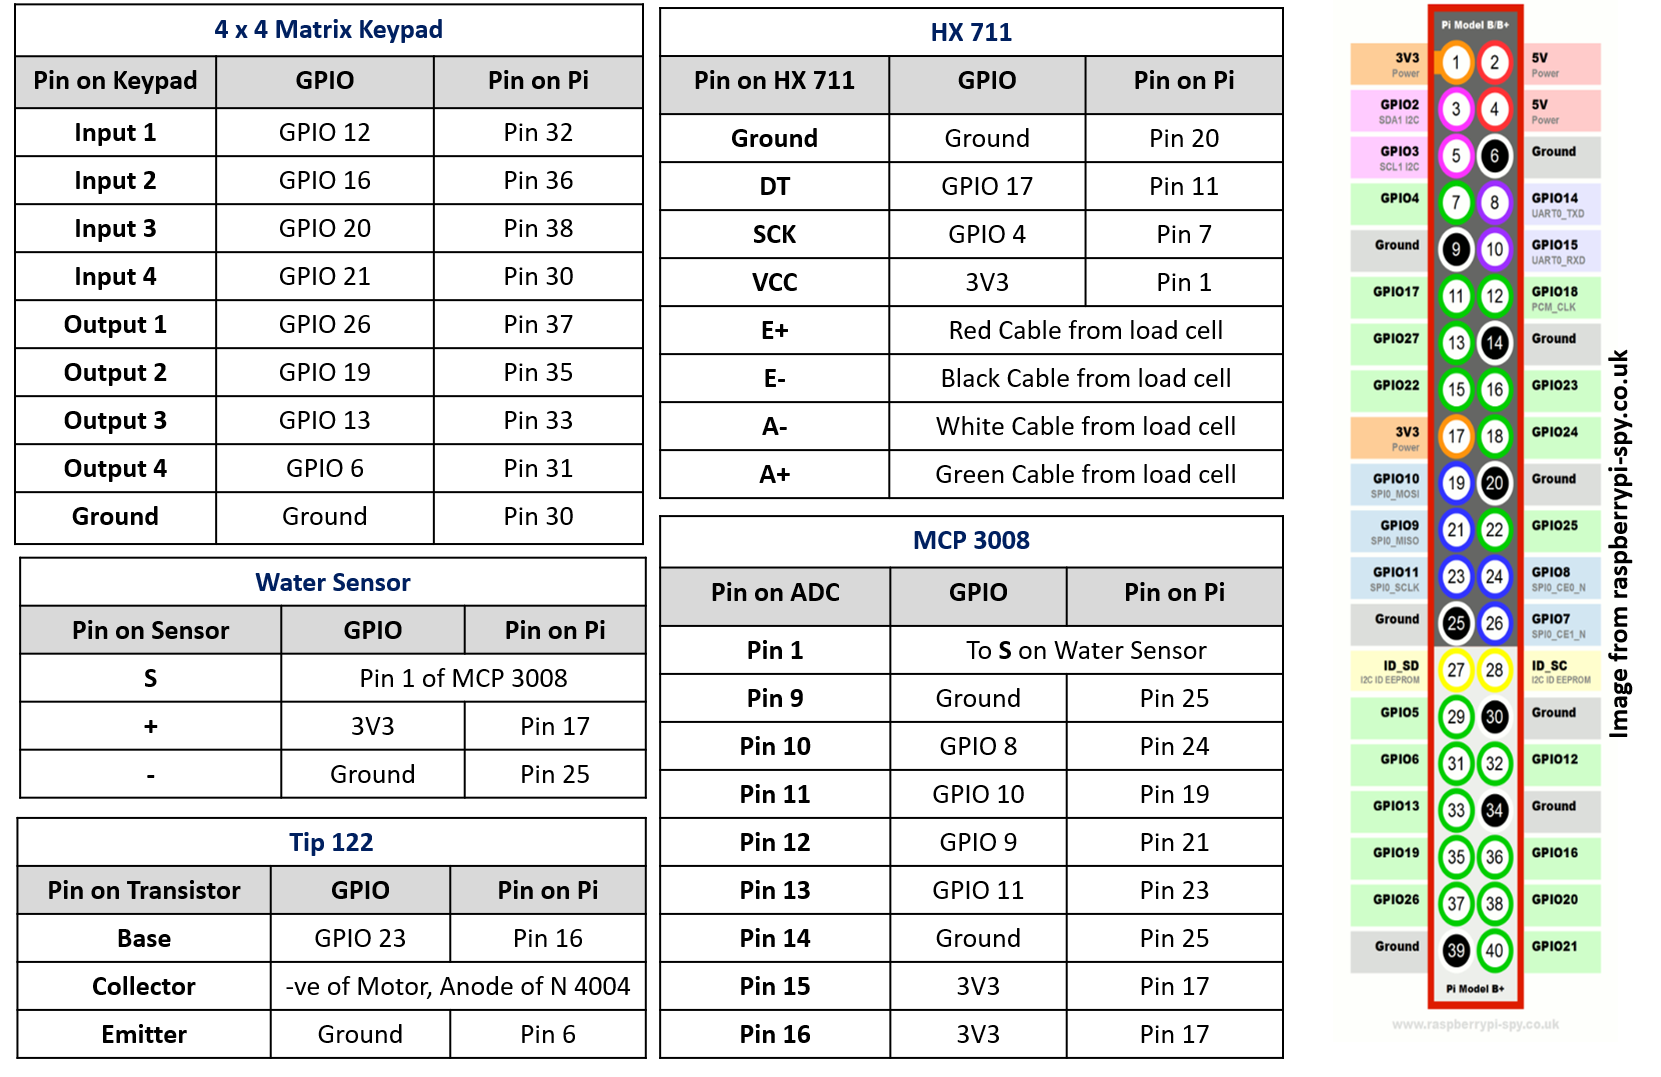 4 x 4 Matrix Keypad
Pin on Keypad GPIO Pin on Pi
Input 1 GPIO 12 Pin 32
Input 2 GPIO 16 Pin 36
Input 3 GPIO 20 Pin 38
Input 4 GPIO 21 Pin 30
Output 1 GPIO 26 Pin 37
Output 2 GPIO 19 Pin 35
Output 3 GPIO 13 Pin 33
Output 4 GPIO 6 Pin 31
Ground Ground Pin 30
Water Sensor
Pin on Sensor GPIO Pin on Pi
S Pin 1 of MCP 3008
+ 3V3 Pin 17
- Ground Pin 25
Tip 122
Pin on Transistor GPIO Pin on Pi
Base GPIO 23 Pin 16
Collector -ve of Motor, Anode of N 4004
Emitter Ground Pin 6
HX 711
Pin on HX 711 GPIO Pin on Pi
Ground Ground Pin 20
DT GPIO 17 Pin 11
SCK GPIO 4 Pin 7
VCC 3V3 Pin 1
E+ Red Cable from load cell
E- Black Cable from load cell
A- White Cable from load cell
A+ Green Cable from load cell
MCP 3008
Pin on ADC GPIO Pin on Pi
Pin 1 To S on Water Sensor
Pin 9 Ground Pin 25
Pin 10 GPIO 8 Pin 24
Pin 11 GPIO 10 Pin 19
Pin 12 GPIO 9 Pin 21
Pin 13 GPIO 11 Pin 23
Pin 14 Ground Pin 25
Pin 15 3V3 Pin 17
Pin 16 3V3 Pin 17
Pi Model B/B+
3V3 1 2 5V
Power Power
GPIO2 3 4 5V
SDA1 I2C Power
GPIO3 5 6 Ground
SCL1 I2C
GPIO4 7 8 GPIO14
UART0_TXD
Ground 9 10 GPIO15
UART0_RXD
GPIO17 11 12 GPIO18
PCM_CLK
GPIO27 13 14 Ground
GPIO22 15 16 GPIO23
3V3 17 18 GPIO24
Power
GPIO10 19 20 Ground
SPI0_MOSI
GPIO9 21 22 GPIO25
SPI0_MISO
GPIO11 23 24 GPIO8
SPI0_SCLK SPI0_CE0_N
Ground 25 26 GPIO7
SPI0_CE1_N
ID_SD 27 28 ID_SC
I2C ID EEPROM I2C ID EEPROM
GPIO5 29 30 Ground
GPIO6 31 32 GPIO12
GPIO13 33 34 Ground
GPIO19 35 36 GPIO16
GPIO26 37 38 GPIO20
Ground 39 40 GPIO21
Pi Model B+
www.raspberrypi-spy.co.uk
Image from raspberrypi-spy.co.uk